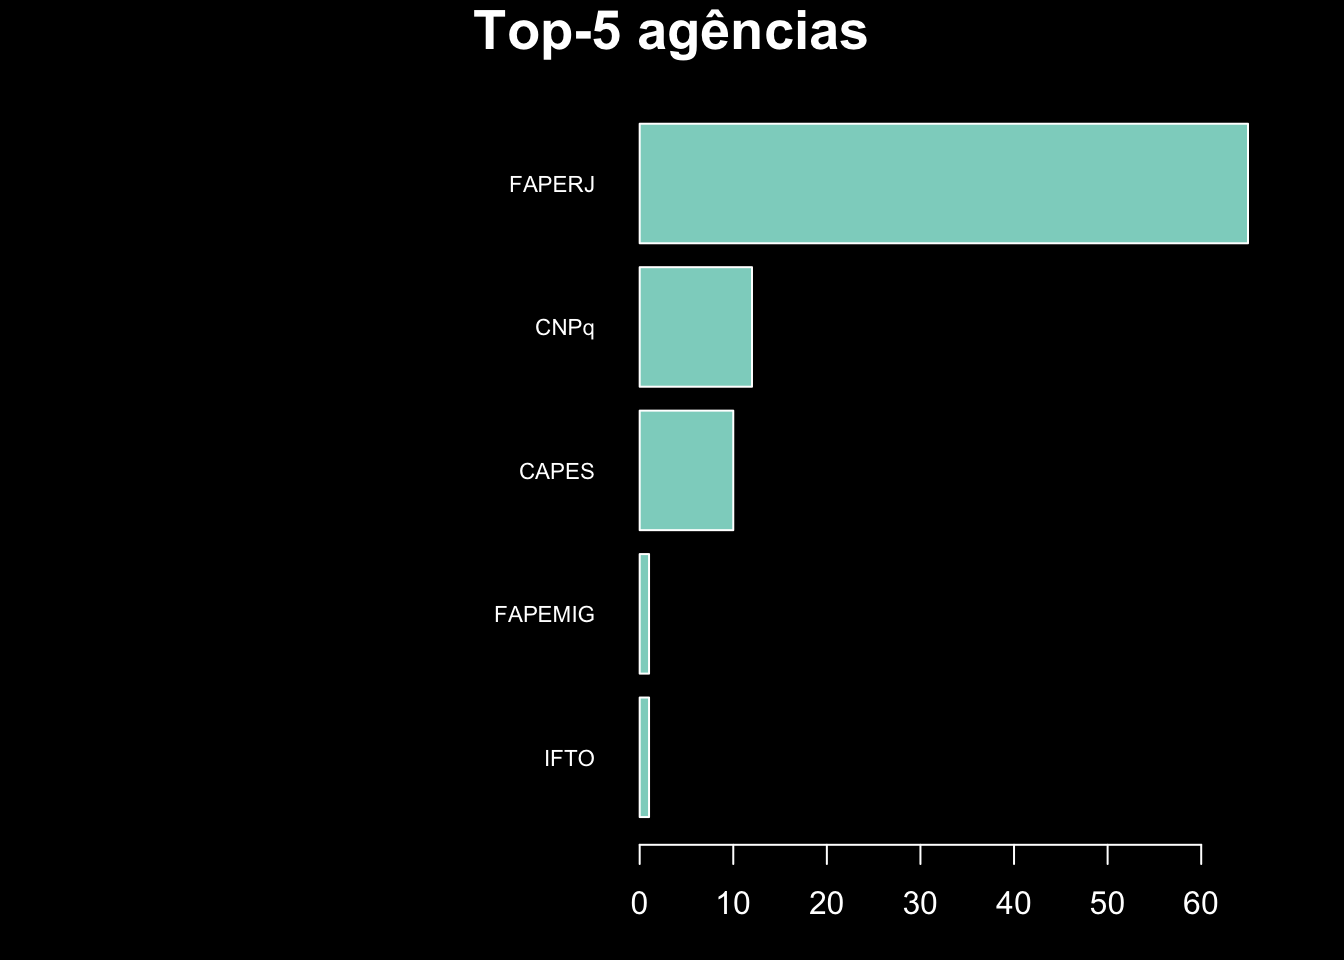 Top-5 agências
FAPERJ
CNPq
CAPES
FAPEMIG
IFTO
0 10 20 30 40 50 60